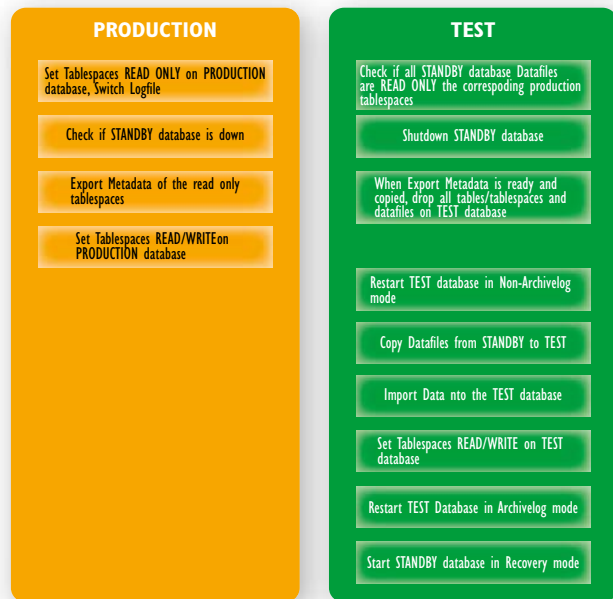 PRODUCTION
Set Tablespaces READ ONLY on PRODUCTION
database, Switch Logfile
Check if STANDBY database is down
Export Metadata of the read only
tablespaces
Set Tablespaces READ/WRITEon
PRODUCTION database
TEST
Check if all STANDBY database Datafiles
are READ ONLY the correspoding production
tablespaces
Shutdown STANDBY database
When Export Metadata is ready and
copied, drop all tables/tablespaces and
datafiles on TEST database
Restart TEST database in Non-Archivelog
mode
Copy Datafiles from STANDBY to TEST
Import Data nto the TEST database
Set Tablespaces READ/WRITE on TEST
database
Restart TEST Database in Archivelog mode
Start STANDBY database in Recovery mode